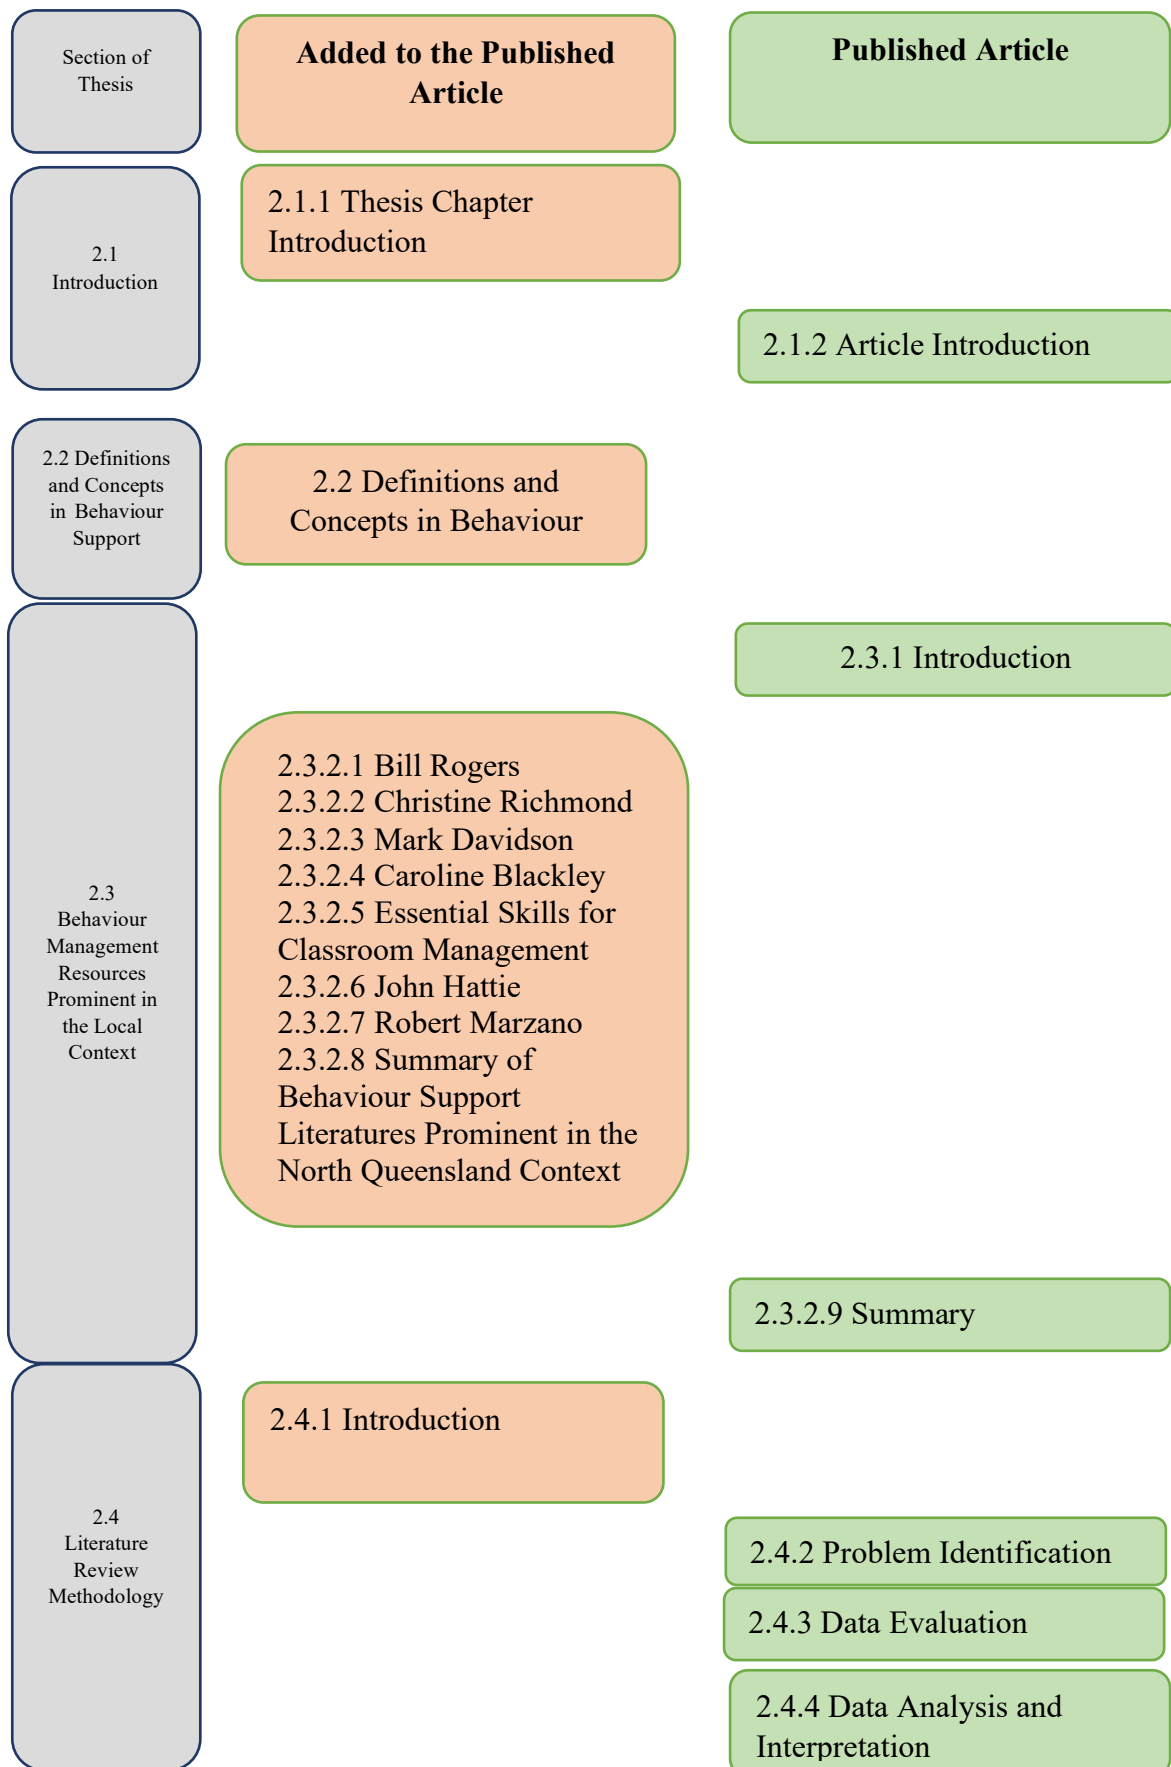 Section of
Thesis
Added to the Published
Article
Published Article
2.1
Introduction
2.1.1 Thesis Chapter
Introduction
2.1.2 Article Introduction
2.2 Definitions
and Concepts
in Behaviour
Support
2.2 Definitions and
Concepts in Behaviour
2.3
Behaviour
Management
Resources
Prominent in
the Local
Context
2.3.1 Introduction
2.3.2.1 Bill Rogers
2.3.2.2 Christine Richmond
2.3.2.3 Mark Davidson
2.3.2.4 Caroline Blackley
2.3.2.5 Essential Skills for
Classroom Management
2.3.2.6 John Hattie
2.3.2.7 Robert Marzano
2.3.2.8 Summary of
Behaviour Support
Literatures Prominent in the
North Queensland Context
2.3.2.9 Summary
2.4
Literature
Review
Methodology
2.4.1 Introduction
2.4.2 Problem Identification
2.4.3 Data Evaluation
2.4.4 Data Analysis and
Interpretation